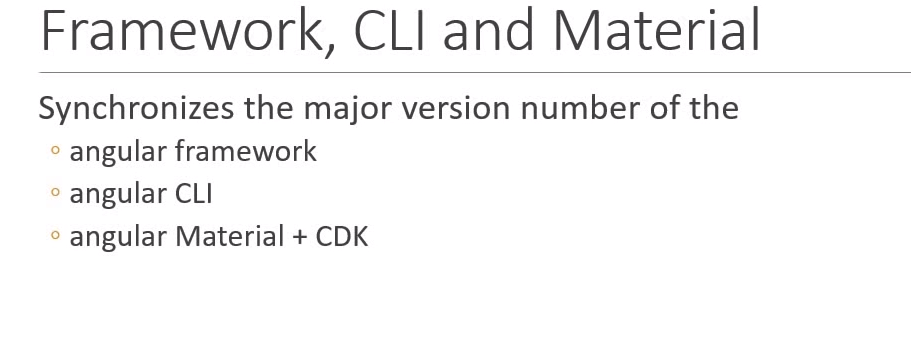 Framework, CLI and Material
Synchronizes the major version number of the
◦ angular framework
◦ angular CLI
◦ angular Material + CDK